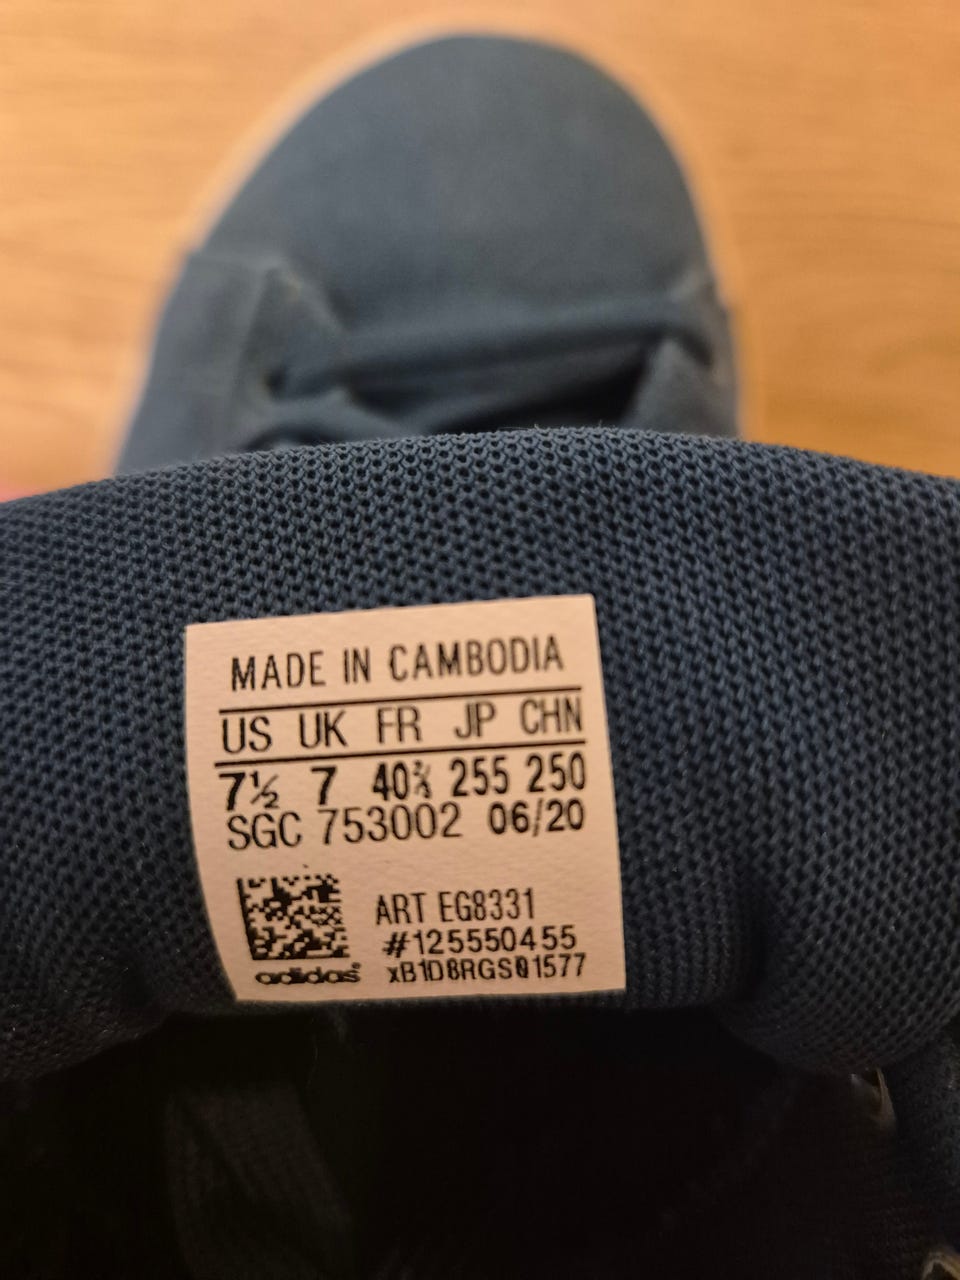 MADE IN CAMBODIA
US UK FR JP CHN
7½ 7 40⅔ 255 250
SGC 753002 06/20
ART EG8331
#125550455
adidas®